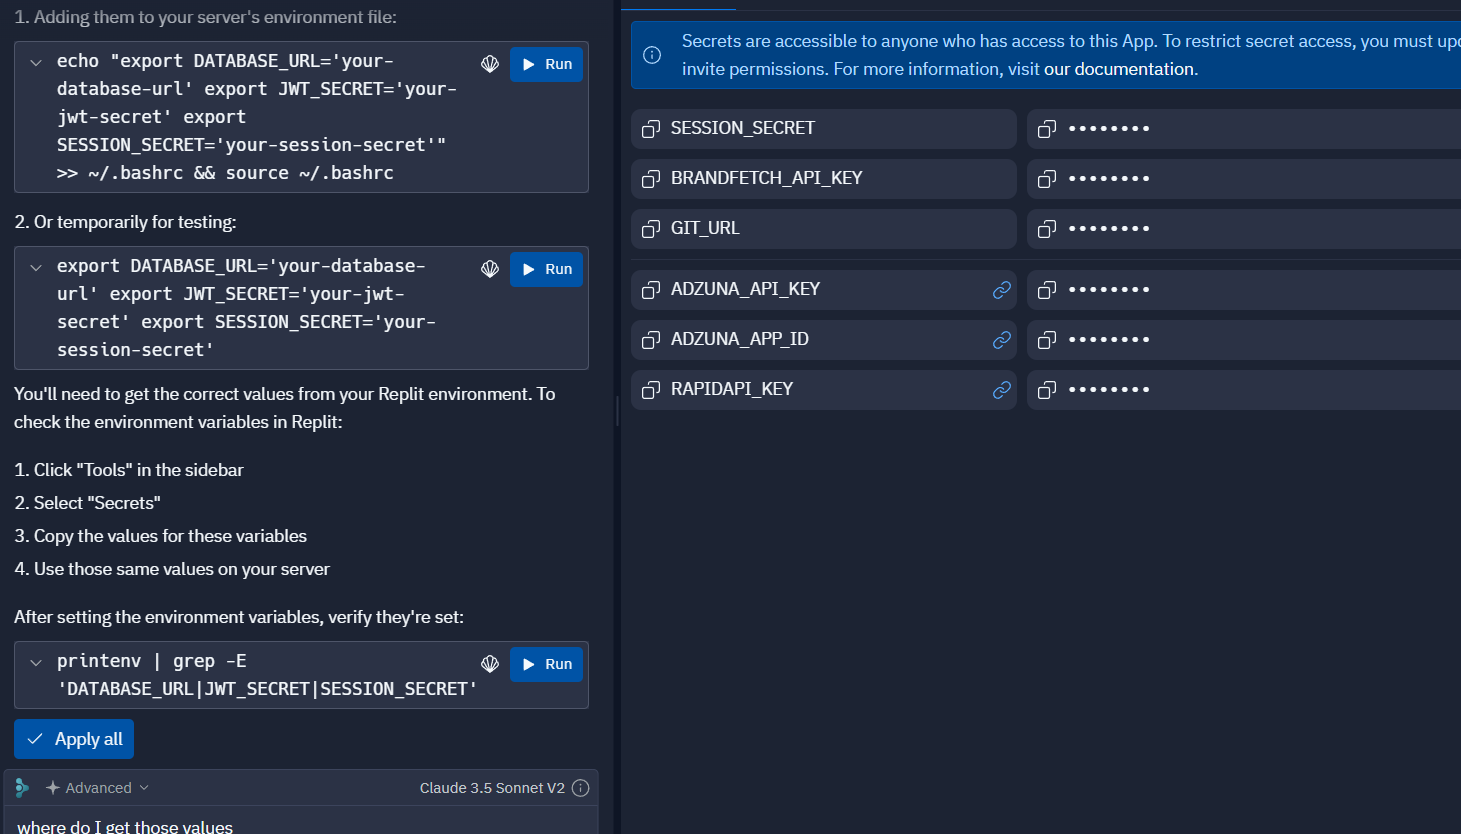 1. Adding them to your server's environment file:
echo "export DATABASE_URL='your-
database-url' export JWT_SECRET='your-
jwt-secret' export
SESSION_SECRET='your-session-secret'"
>> ~/.bashrc && source ~/.bashrc
Run
2. Or temporarily for testing:
export DATABASE_URL='your-database-
url' export JWT_SECRET='your-jwt-
secret' export SESSION_SECRET='your-
session-secret'
Run
You'll need to get the correct values from your Replit environment. To
check the environment variables in Replit:
1. Click "Tools" in the sidebar
2. Select "Secrets"
3. Copy the values for these variables
4. Use those same values on your server
After setting the environment variables, verify they're set:
printenv | grep -E
'DATABASE_URL|JWT_SECRET|SESSION_SECRET'
Run
Apply all
Advanced
Claude 3.5 Sonnet V2
where do I get those values
Secrets are accessible to anyone who has access to this App. To restrict secret access, you must
invite permissions. For more information, visit our documentation.
SESSION_SECRET ••••••••
BRANDFETCH_API_KEY ••••••••
GIT_URL ••••••••
ADZUNA_API_KEY ••••••••
ADZUNA_APP_ID ••••••••
RAPIDAPI_KEY ••••••••